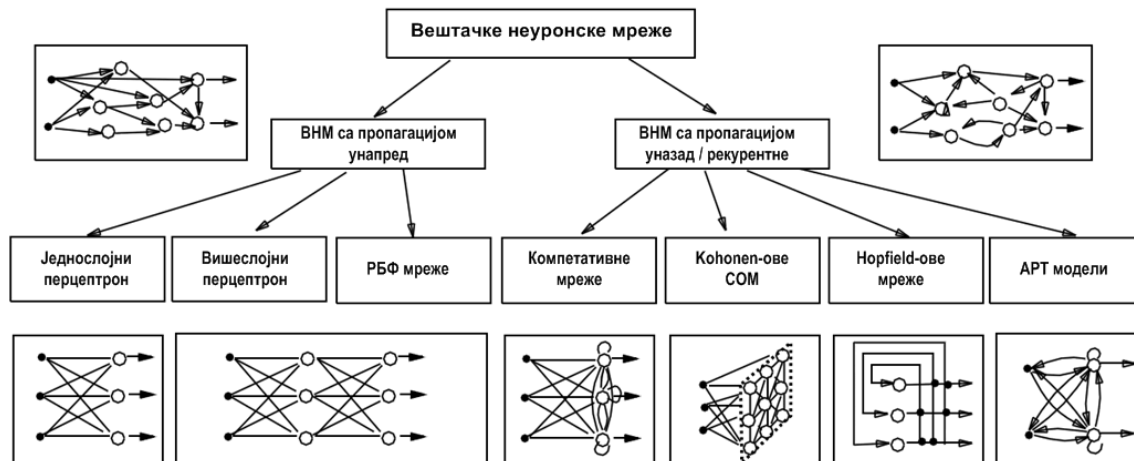 Вештачке неуронске мреже
ВНМ са пропагацијом
унапред
ВНМ са пропагацијом
уназад / рекурентне
Једнослојни
перцептрон
Вишеслојни
перцептрон
РБФ мреже
Компетативне
мреже
Kohonen-ове
СОМ
Hopfield-ове
мреже
АРТ модели